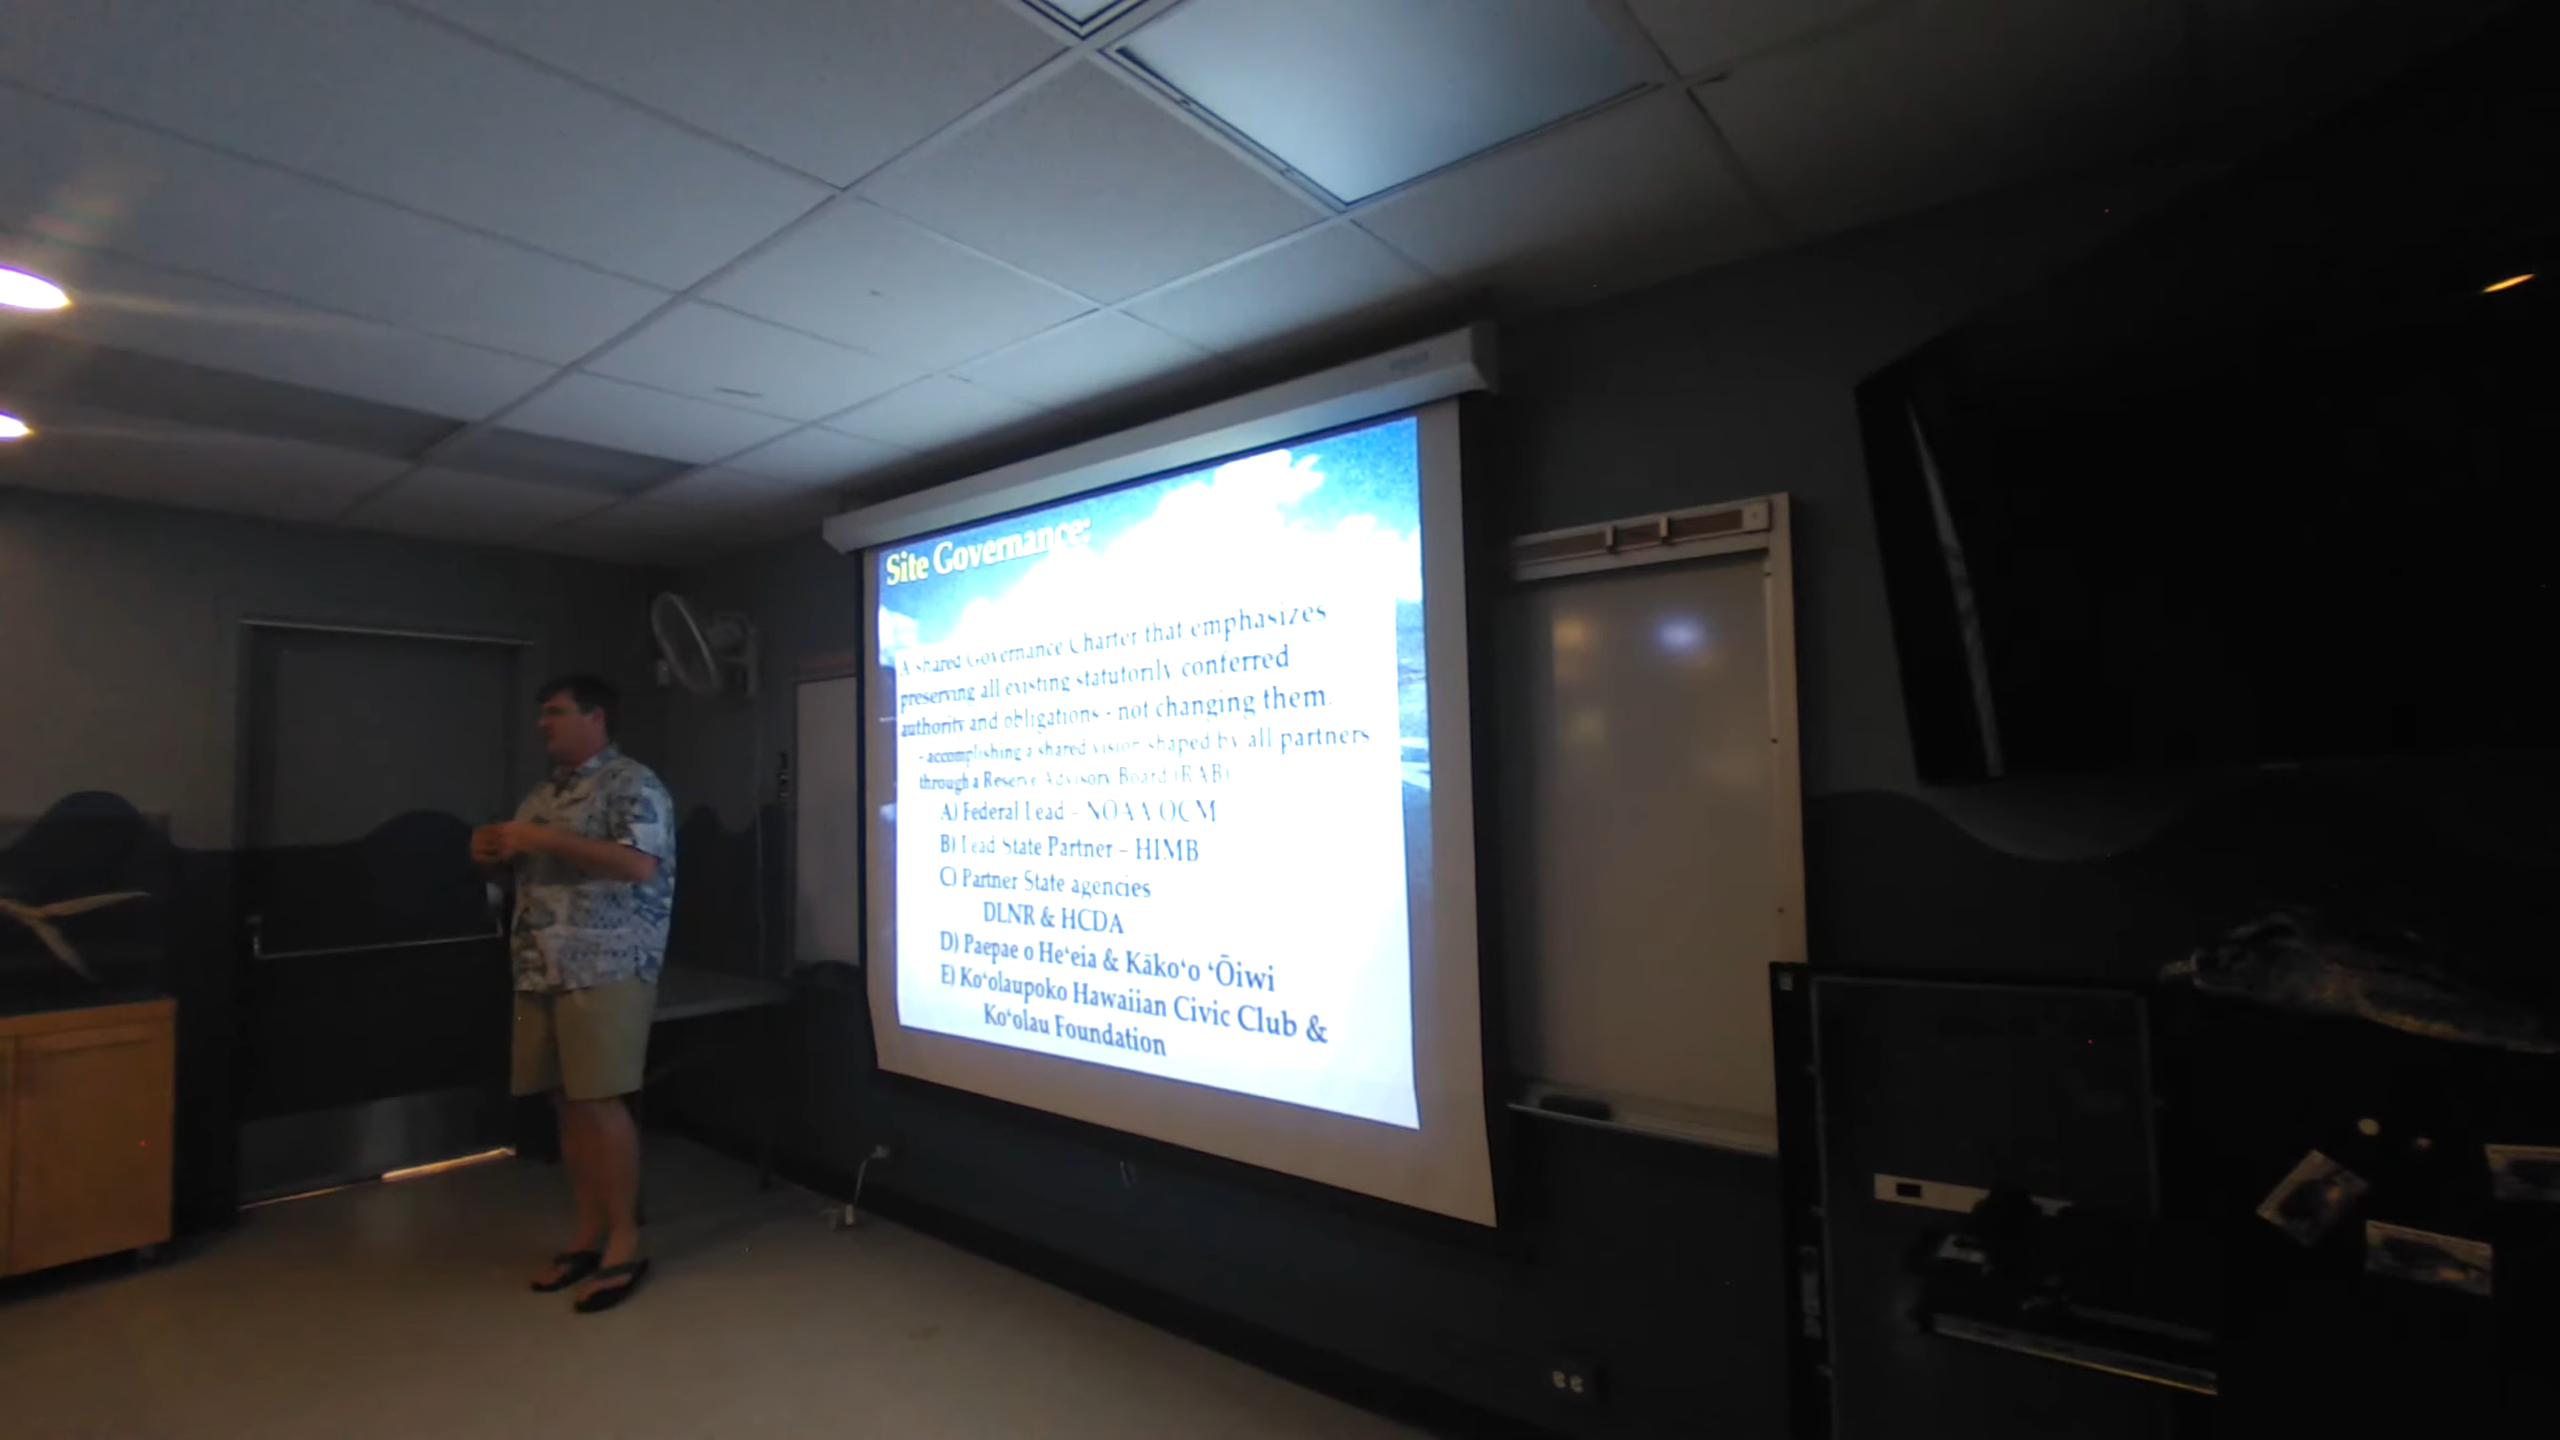 Site Governance:
A shared Governance Charter that emphasizes
preserving all existing statutorily conferred
authority and obligations - not changing them.
- accomplishing a shared vision shaped by all partners
through a Reserve Advisory Board (RAB)
A) Federal Lead – NOAA OCM
B) Lead State Partner – HIMB
C) Partner State agencies
DLNR & HCDA
D) Paepae o Heʻeia & Kākoʻo ʻŌiwi
E) Koʻolaupoko Hawaiian Civic Club &
Koʻolau Foundation